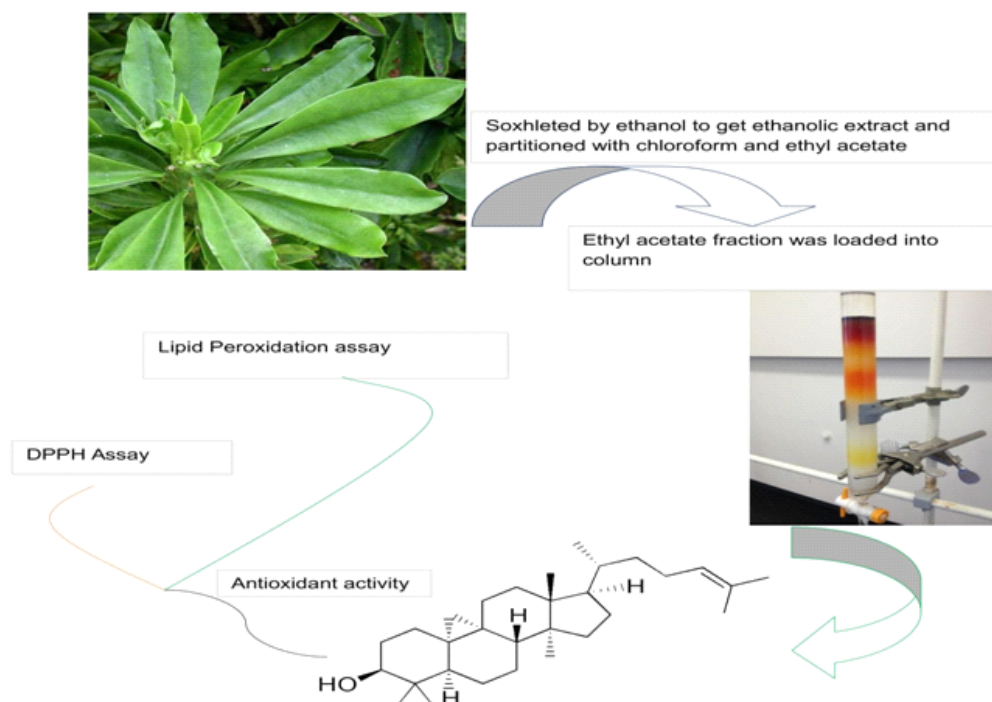 Soxhleted by ethanol to get ethanolic extract and
partitioned with chloroform and ethyl acetate
Ethyl acetate fraction was loaded into
column
Lipid Peroxidation assay
DPPH Assay
Antioxidant activity
H
H
HO
H